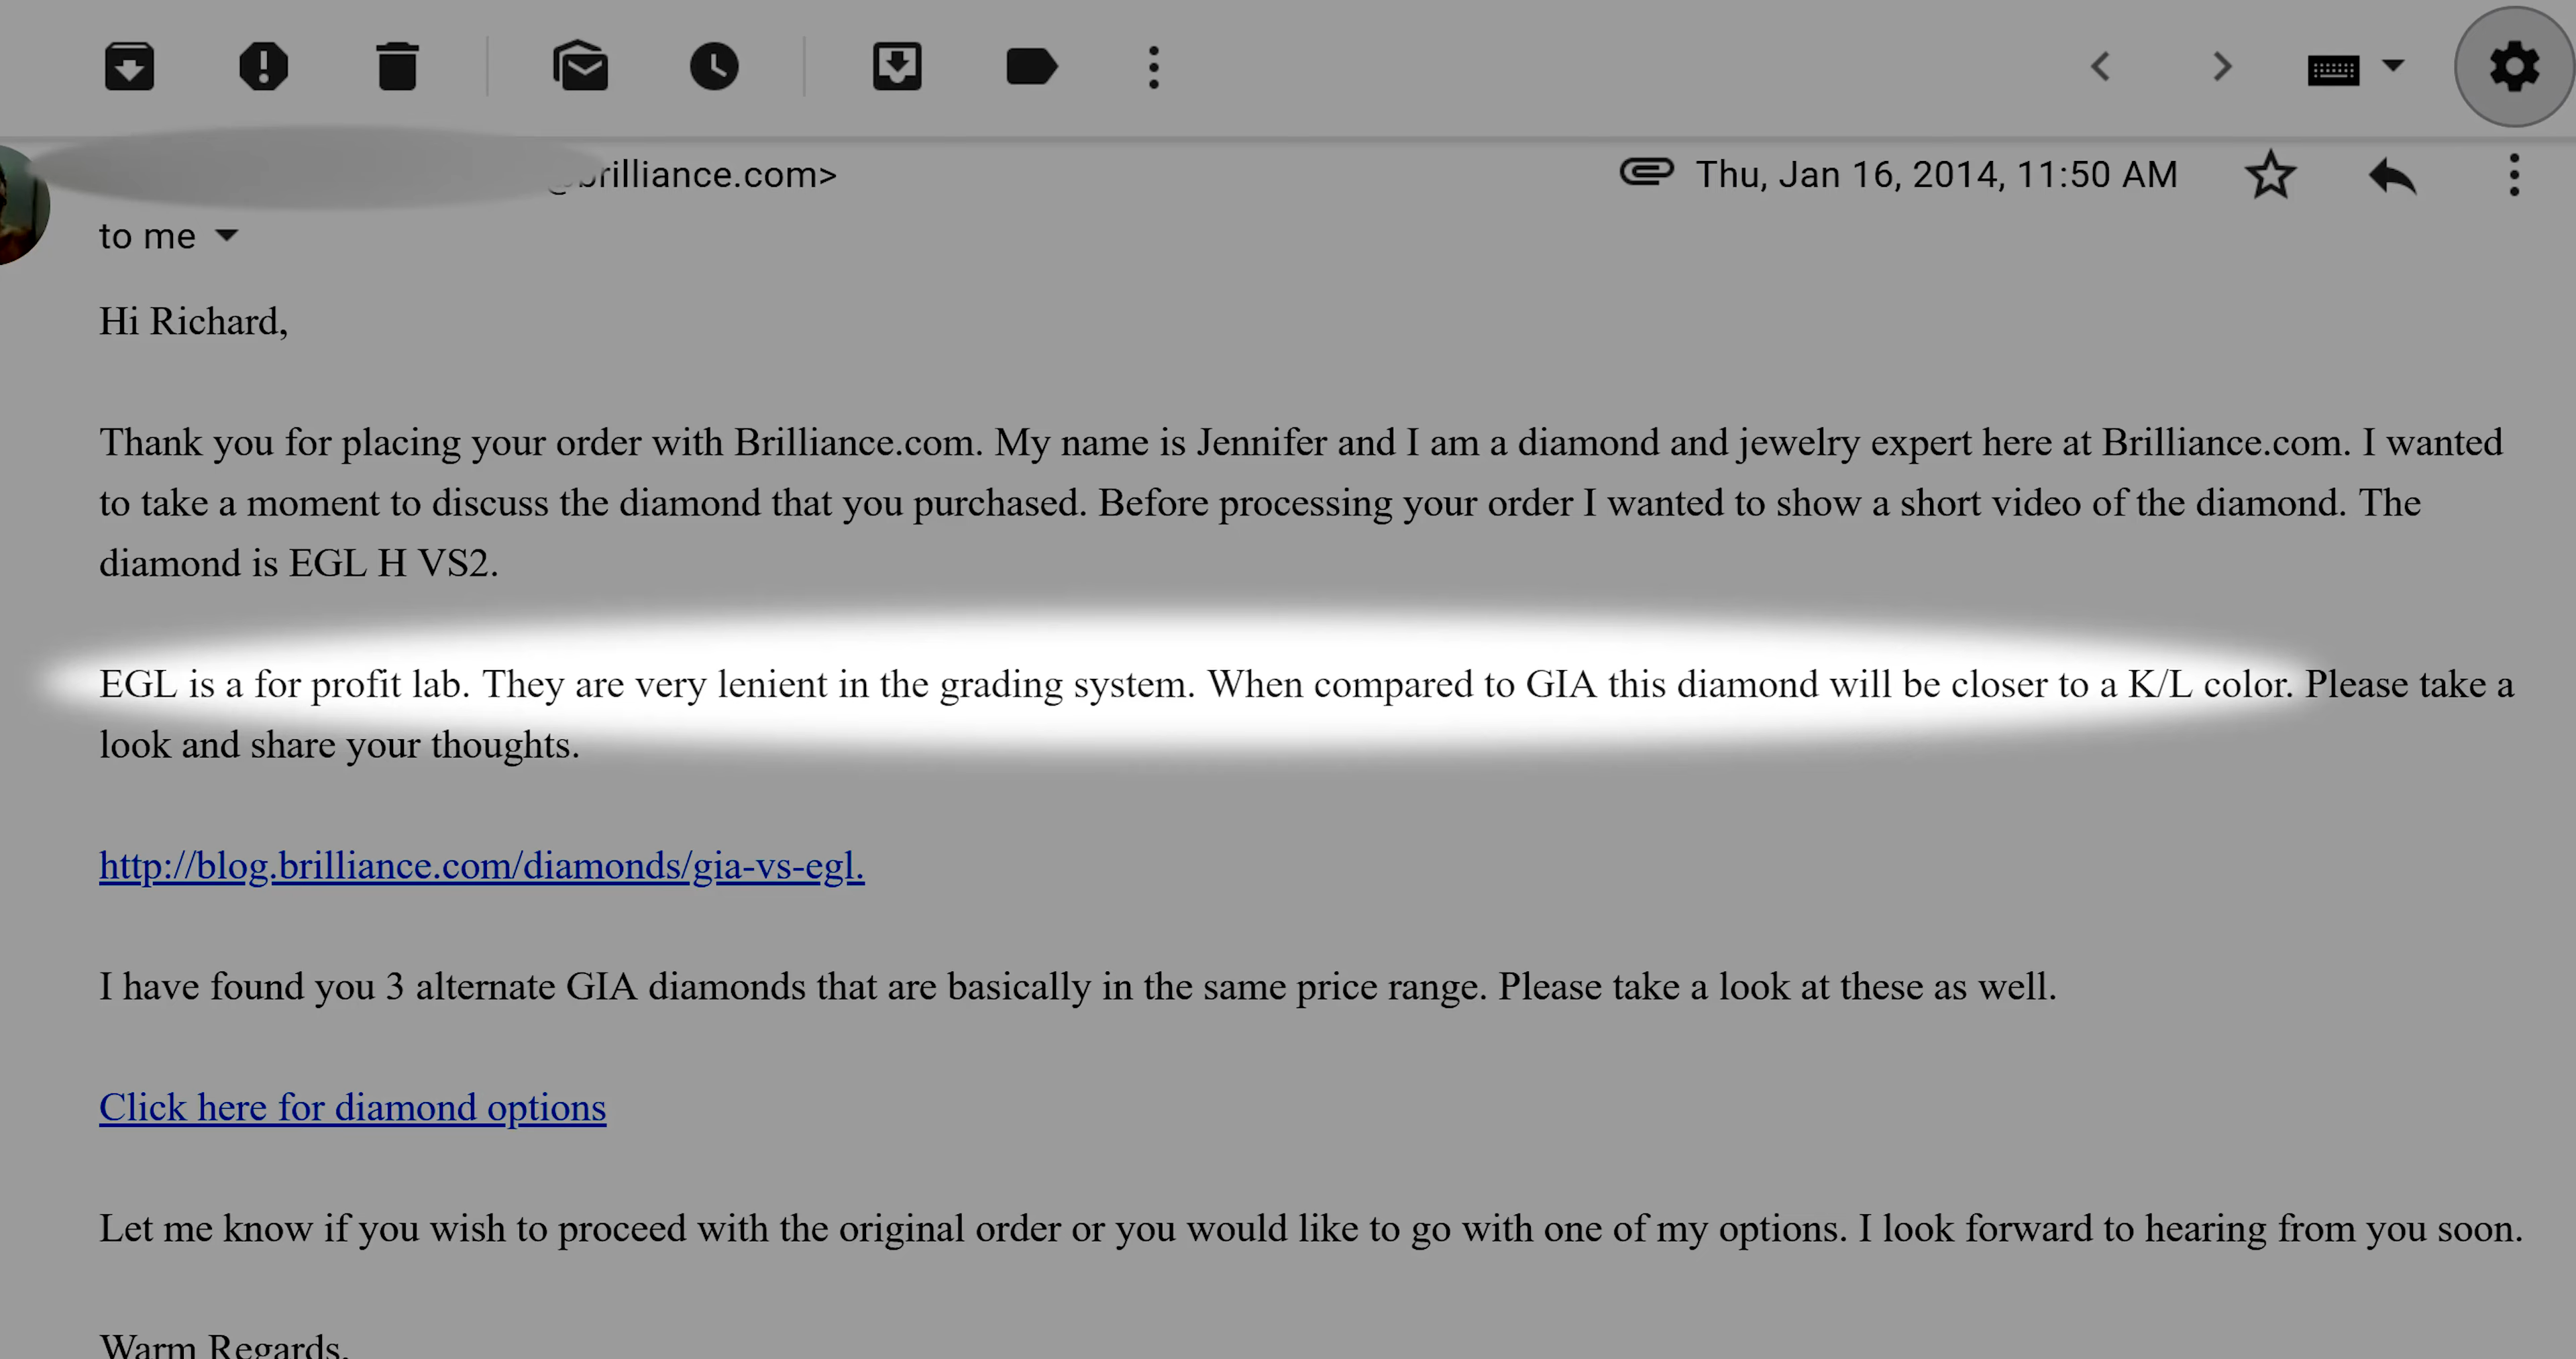 brilliance.com>
Thu, Jan 16, 2014, 11:50 AM
to me
Hi Richard,
Thank you for placing your order with Brilliance.com. My name is Jennifer and I am a diamond and jewelry expert here at Brilliance.com. I wanted
to take a moment to discuss the diamond that you purchased. Before processing your order I wanted to show a short video of the diamond. The
diamond is EGL H VS2.
EGL is a for profit lab. They are very lenient in the grading system. When compared to GIA this diamond will be closer to a K/L color. Please take a
look and share your thoughts.
http://blog.brilliance.com/diamonds/gia-vs-egl.
I have found you 3 alternate GIA diamonds that are basically in the same price range. Please take a look at these as well.
Click here for diamond options
Let me know if you wish to proceed with the original order or you would like to go with one of my options. I look forward to hearing from you soon.
Warm Regards,